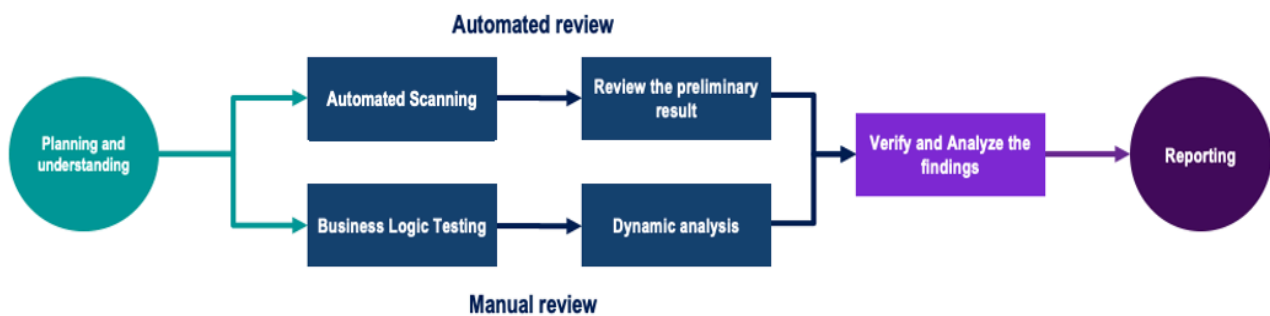 Automated review
Planning and
understanding
Automated Scanning
Review the preliminary
result
Business Logic Testing
Dynamic analysis
Manual review
Verify and Analyze the
findings
Reporting